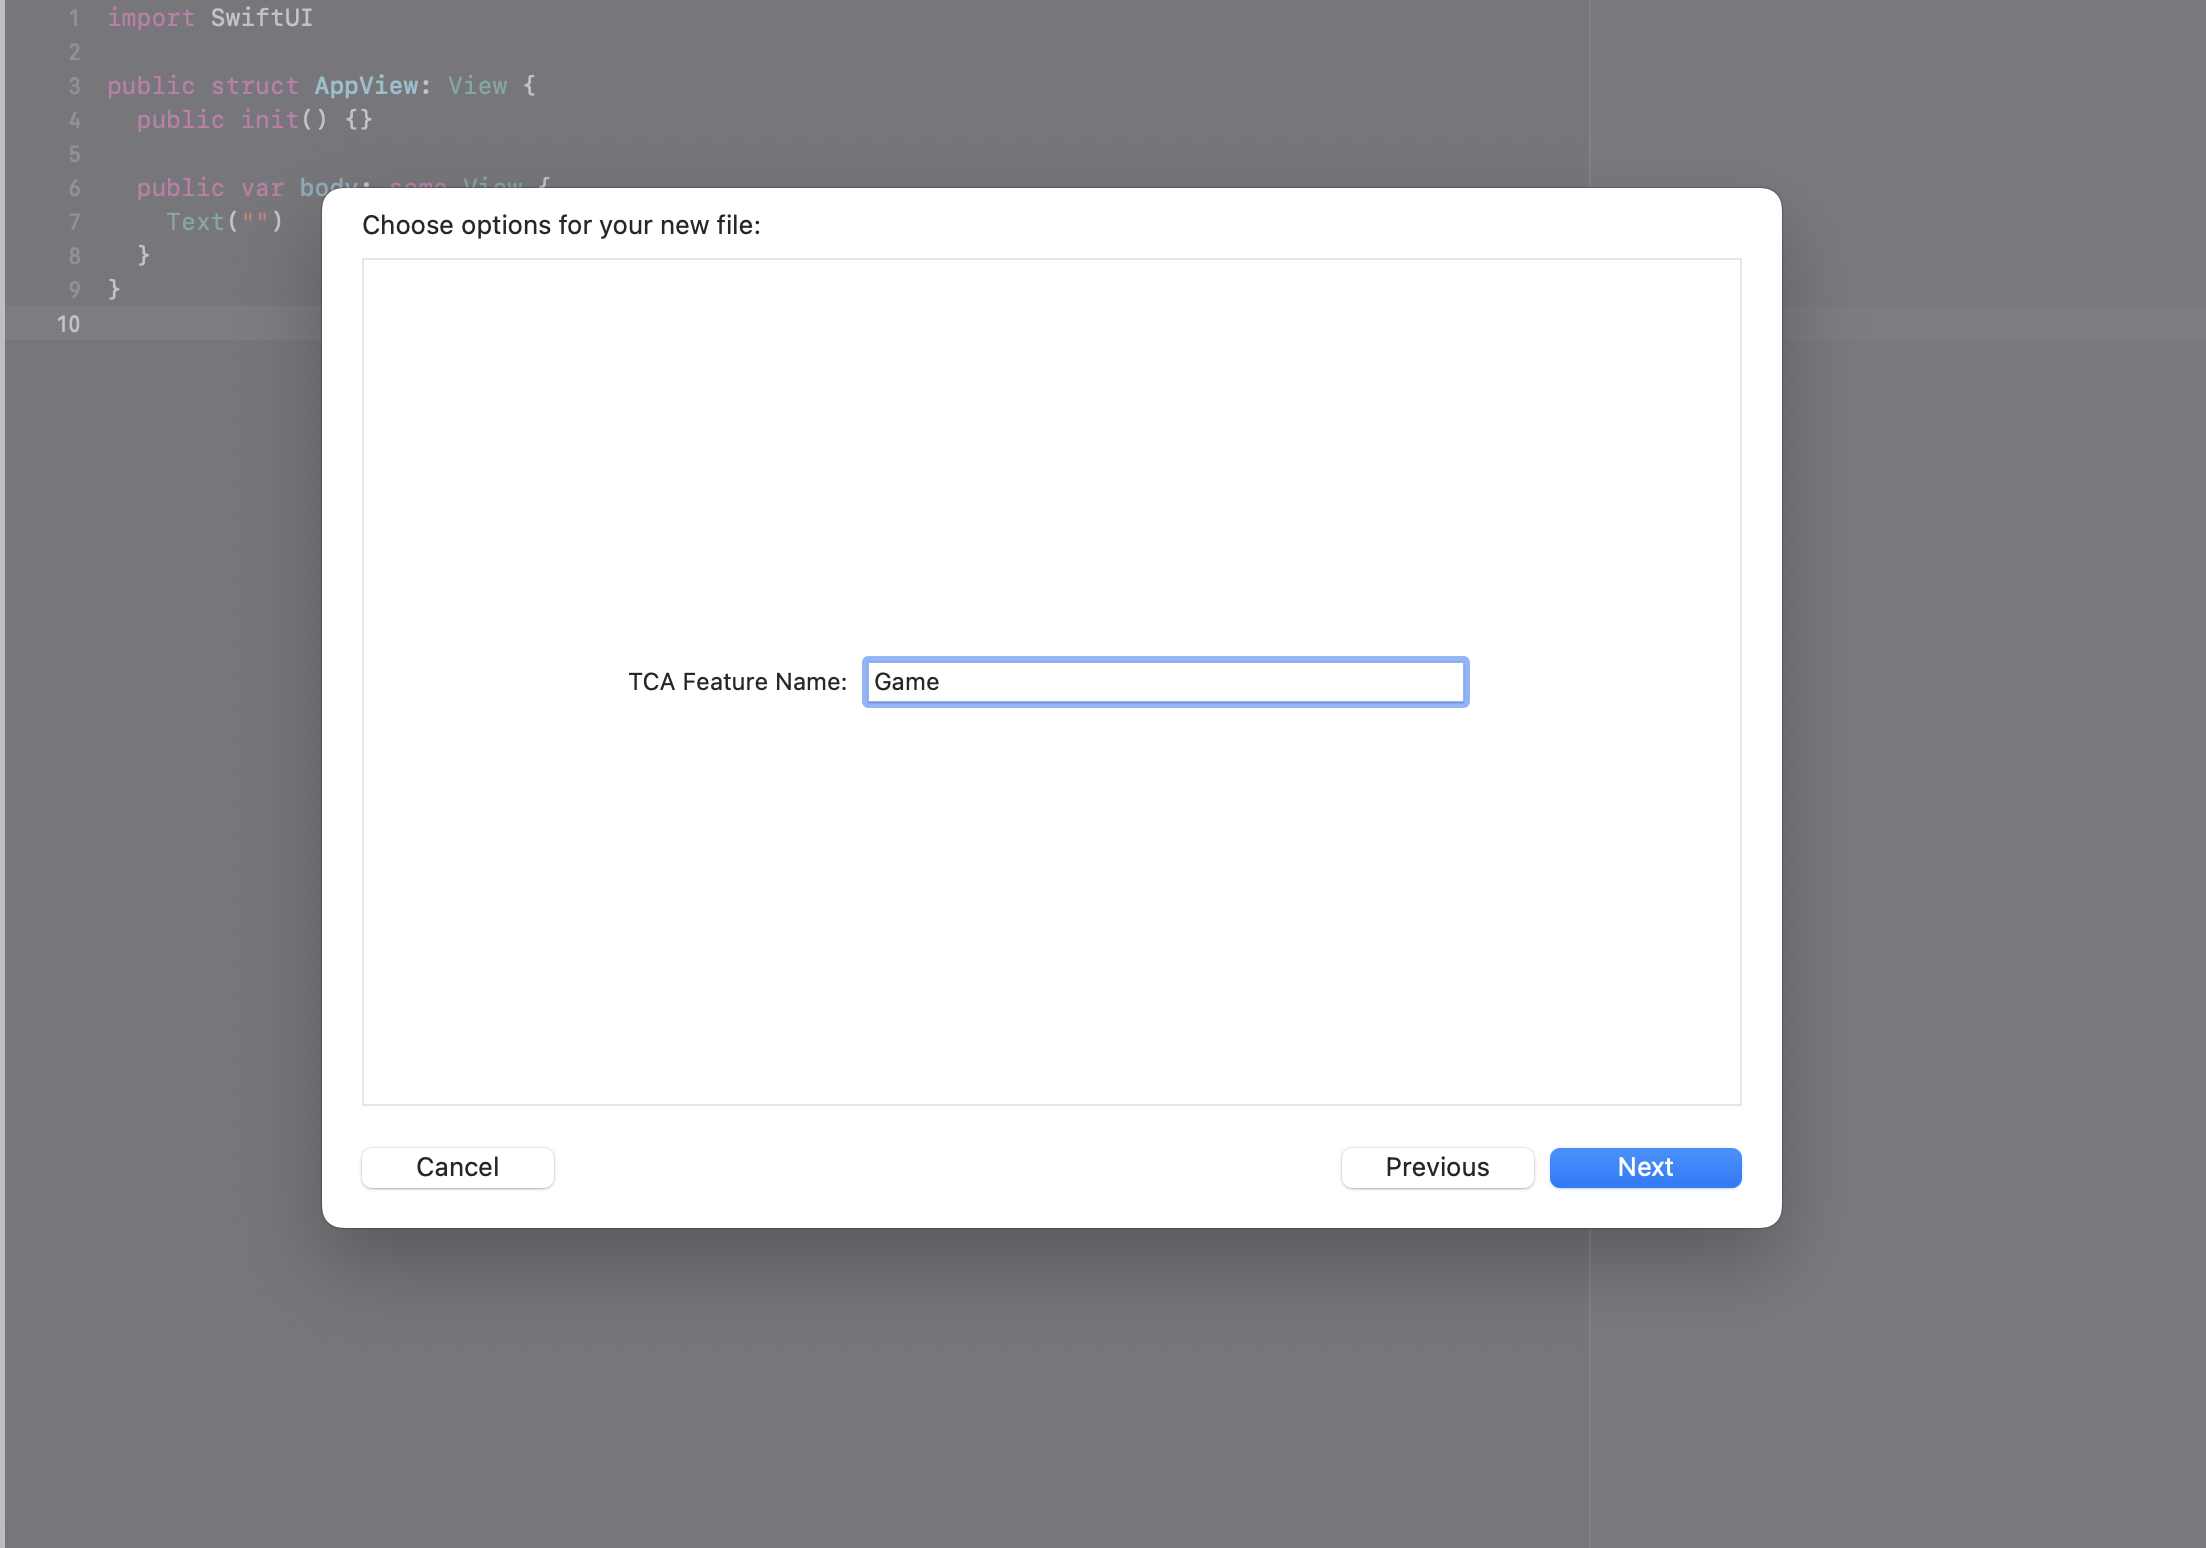 1 import SwiftUI
2
3 public struct AppView: View {
4 public init() {}
5
6 public var body: some View {
7 Text("")
8 }
9 }
10
Choose options for your new file:
TCA Feature Name: Game
Cancel Previous Next